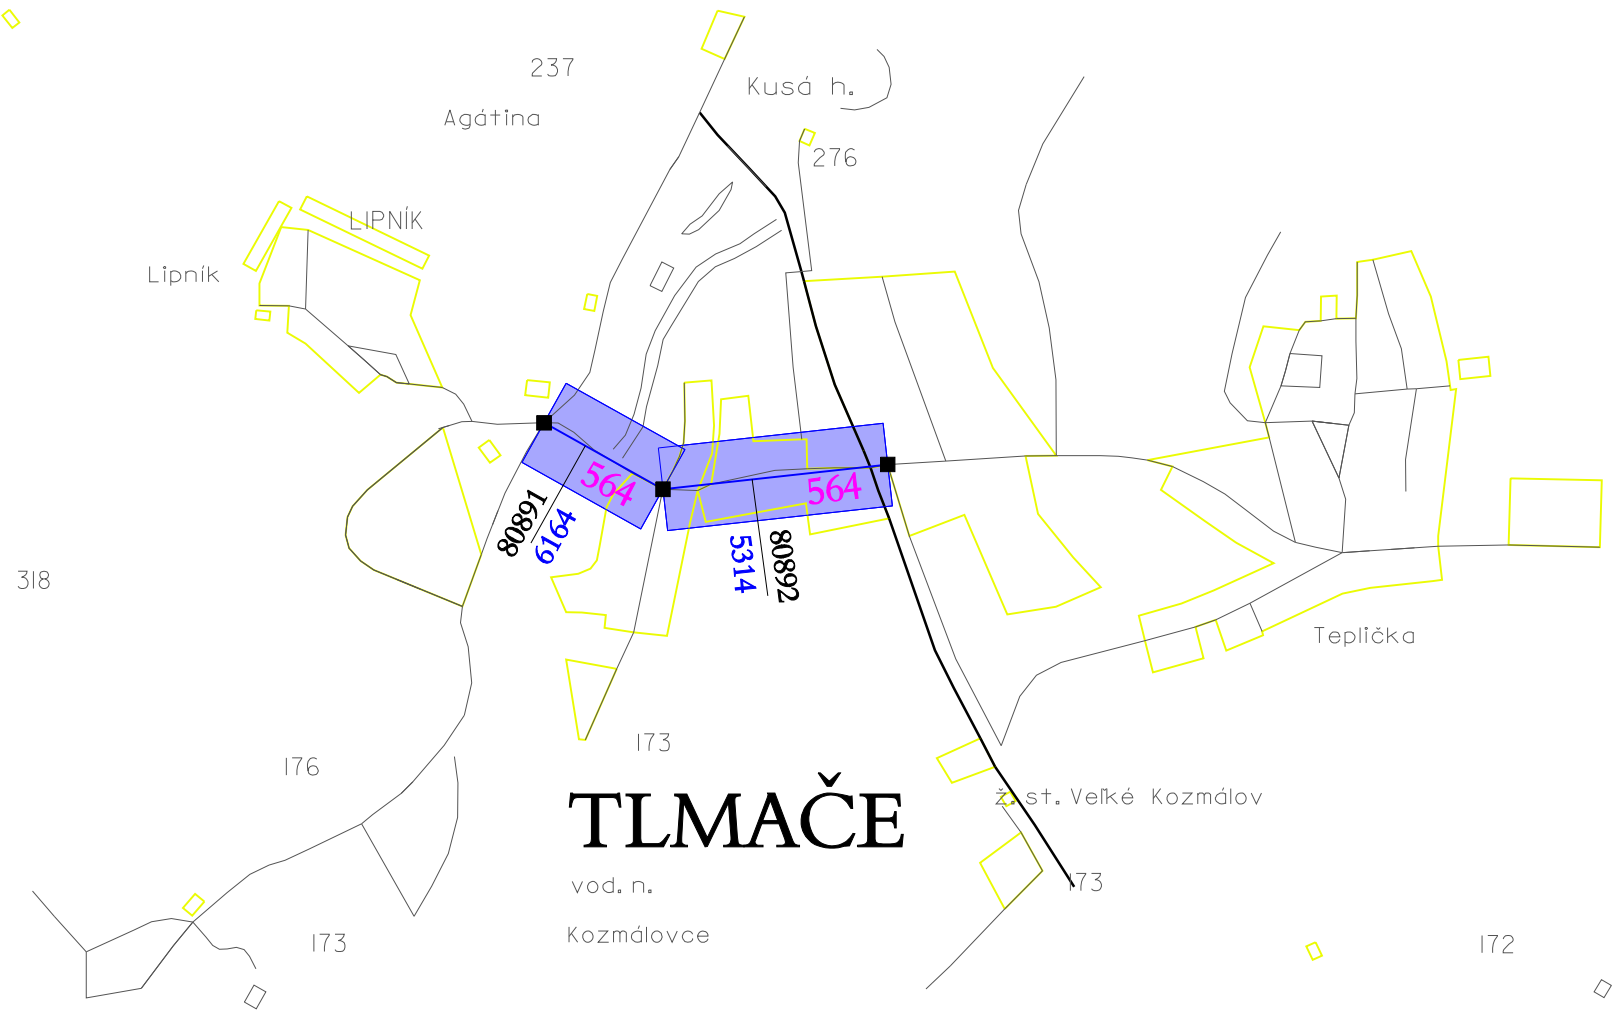 237
Kusá h.
Agátina
276
LIPNÍK
Lipník
564
564
80891
6164
5314
80892
318
Teplička
173
176
TLMAČE
ž. st. Veľké Kozmálov
vod. n.
173
Kozmálovce
173
172